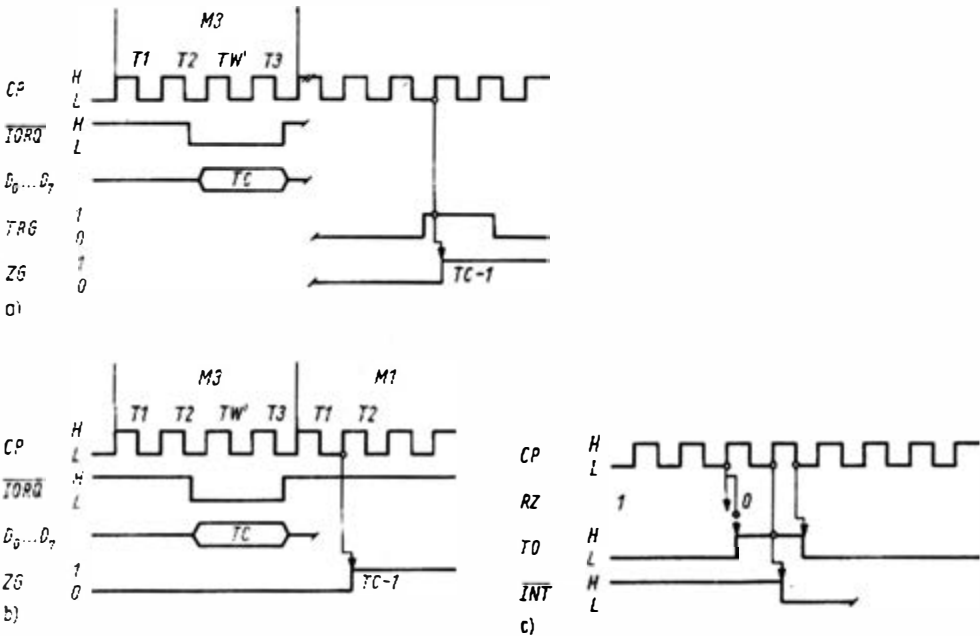 M3
T1 T2 TW' T3
CP H L
IORQ H L
D0...D7 TC
TRG 1 0
ZG 1 0 TC-1
a)
M3 M1
T1 T2 TW' T3 T1 T2
CP H L
IORQ H L
D0...D7 TC
ZG 1 0 TC-1
b)
CP H L
RZ 1 0
TO H L
INT H L
c)